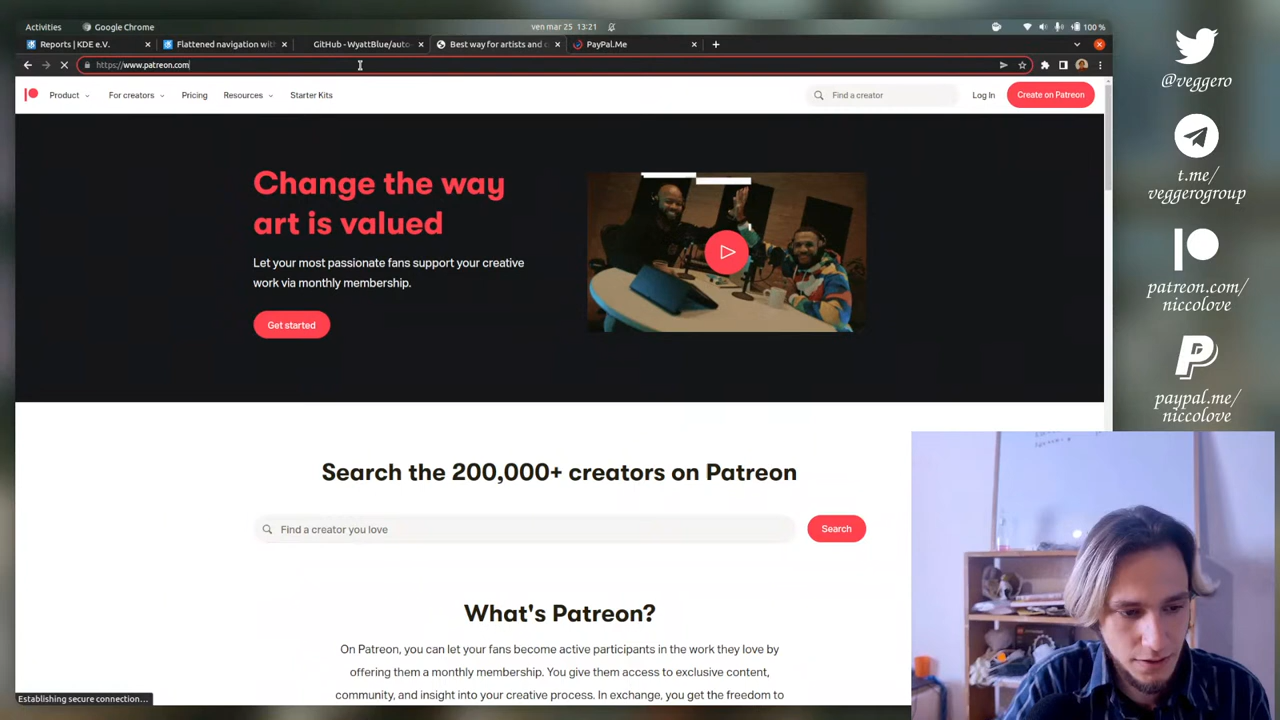 Activities
Google Chrome
ven mar 25 13:21
100 %
Reports | KDE e.V.
Flattened navigation with
GitHub - WyattBlue/auto-
Best way for artists and c
PayPal.Me
https://www.patreon.com
Product
For creators
Pricing
Resources
Starter Kits
Find a creator
Log In
Create on Patreon
Change the way
art is valued
Let your most passionate fans support your creative
work via monthly membership.
Get started
Search the 200,000+ creators on Patreon
Find a creator you love
Search
What's Patreon?
On Patreon, you can let your fans become active participants in the work they love by
offering them a monthly membership. You give them access to exclusive content,
community, and insight into your creative process. In exchange, you get the freedom to
Establishing secure connection...
@veggero
t.me/
veggerogroup
patreon.com/
niccolove
paypal.me/
niccolove